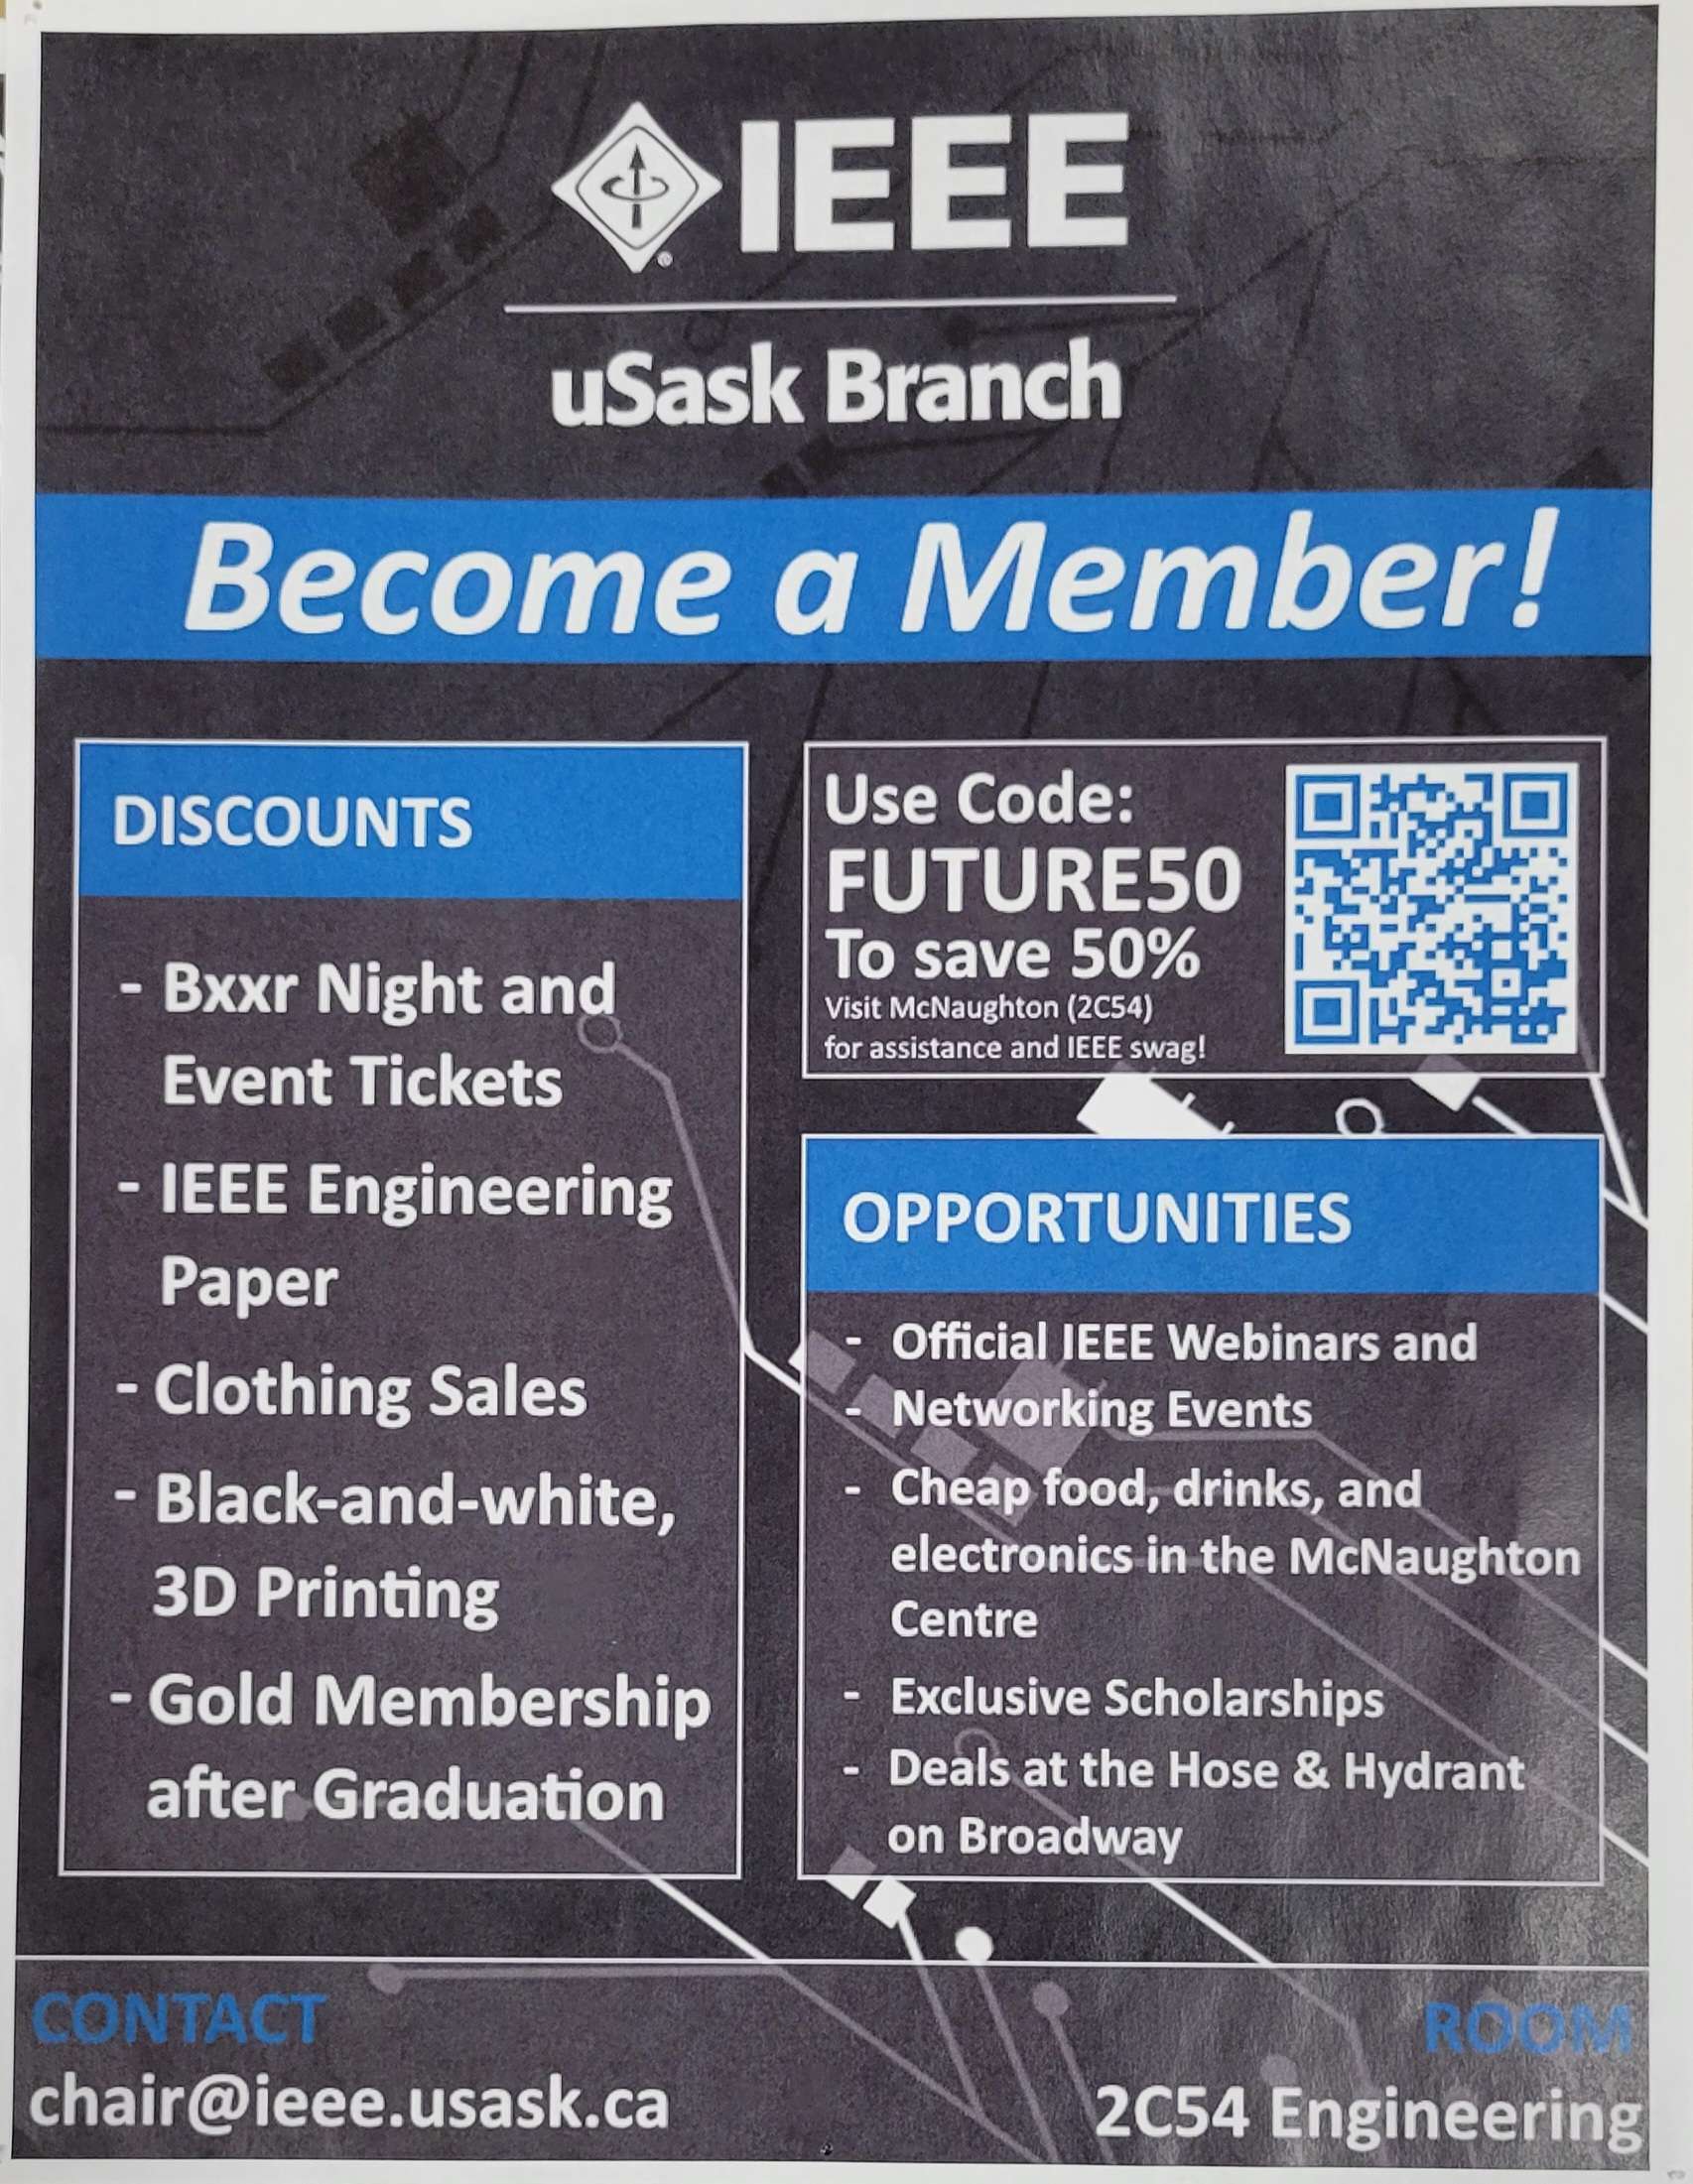 IEEE
uSask Branch
Become a Member!
DISCOUNTS
- Bxxr Night and
Event Tickets
- IEEE Engineering
Paper
- Clothing Sales
- Black-and-white,
3D Printing
- Gold Membership
after Graduation
Use Code:
FUTURE50
To save 50%
Visit McNaughton (2C54)
for assistance and IEEE swag!
OPPORTUNITIES
- Official IEEE Webinars and
- Networking Events
- Cheap food, drinks, and
electronics in the McNaughton
Centre
- Exclusive Scholarships
- Deals at the Hose & Hydrant
on Broadway
CONTACT
chair@ieee.usask.ca
ROOM
2C54 Engineering